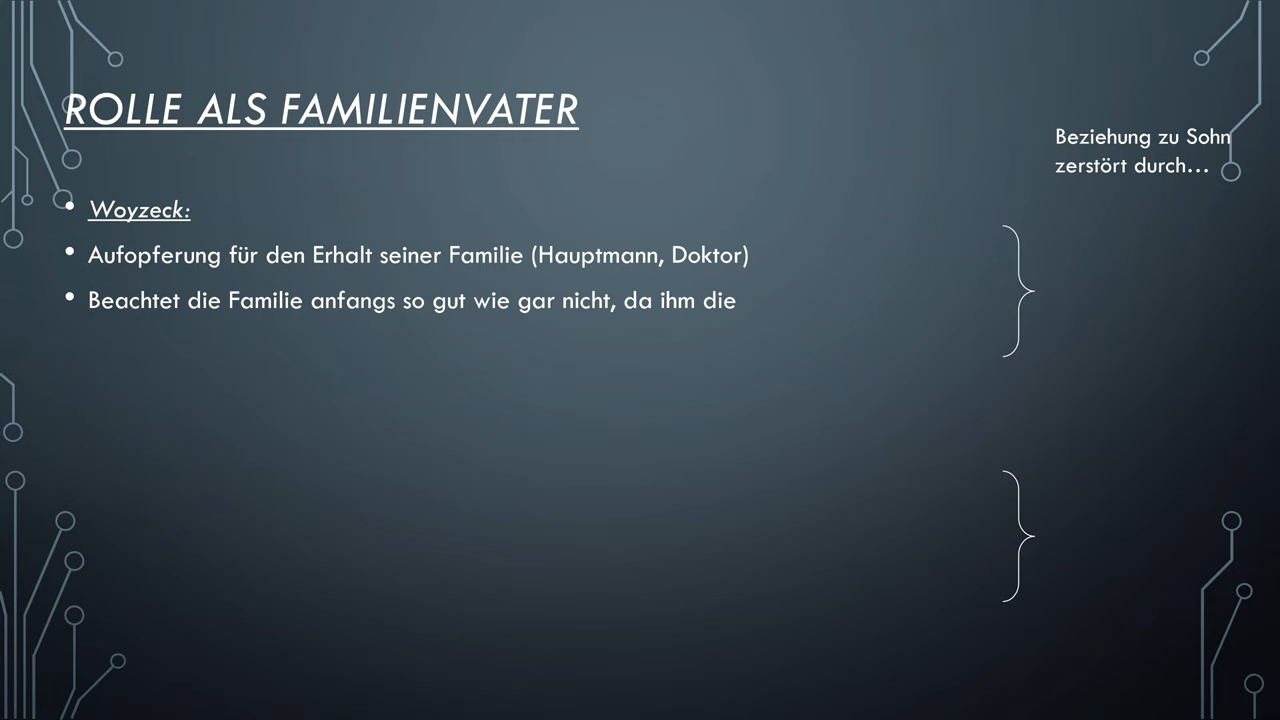 ROLLE ALS FAMILIENVATER
Beziehung zu Sohn
zerstört durch…
Woyzeck:
Aufopferung für den Erhalt seiner Familie (Hauptmann, Doktor)
Beachtet die Familie anfangs so gut wie gar nicht, da ihm die